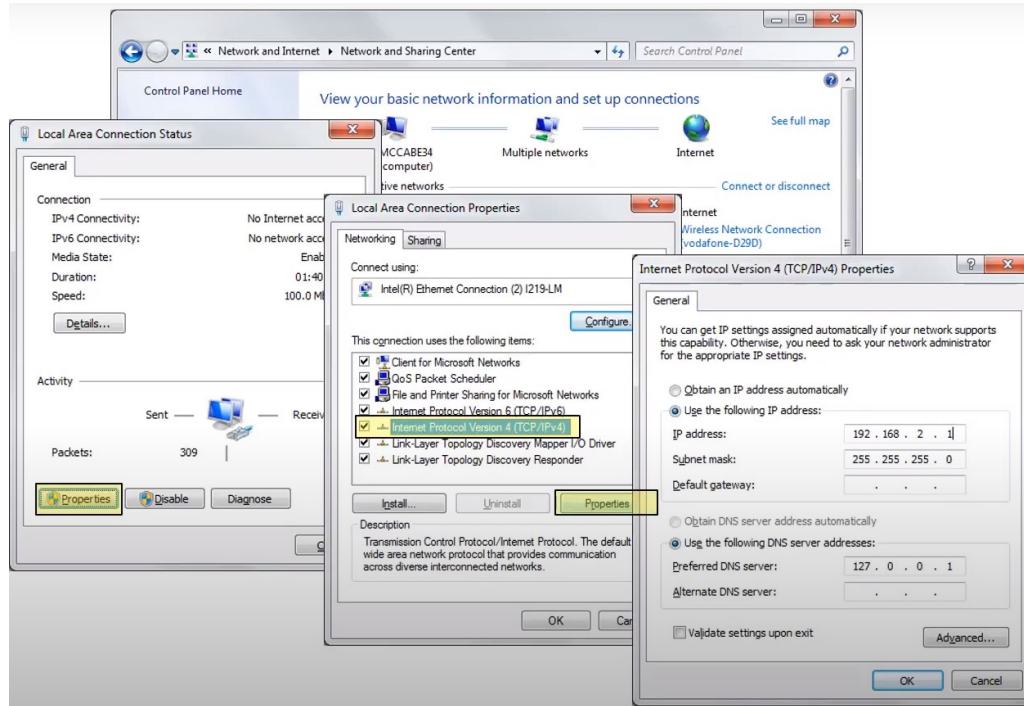 « Network and Internet ▸ Network and Sharing Center
Search Control Panel
Control Panel Home
View your basic network information and set up connections
See full map
MCCABE34
computer)
Multiple networks
Internet
tive networks
Connect or disconnect
nternet
Wireless Network Connection
vodafone-D29D)
Local Area Connection Status
General
Connection
IPv4 Connectivity: No Internet acc
IPv6 Connectivity: No network acc
Media State: Enab
Duration: 01:40
Speed: 100.0 M
Details...
Activity
Sent — Receiv
Packets: 309
Properties
Disable
Diagnose
C
Local Area Connection Properties
Networking
Sharing
Connect using:
Intel(R) Ethernet Connection (2) I219-LM
Configure
This connection uses the following items:
Client for Microsoft Networks
QoS Packet Scheduler
File and Printer Sharing for Microsoft Networks
Internet Protocol Version 6 (TCP/IPv6)
Internet Protocol Version 4 (TCP/IPv4)
Link-Layer Topology Discovery Mapper I/O Driver
Link-Layer Topology Discovery Responder
Install...
Uninstall
Properties
Description
Transmission Control Protocol/Internet Protocol. The default
wide area network protocol that provides communication
across diverse interconnected networks.
OK
Car
Internet Protocol Version 4 (TCP/IPv4) Properties
General
You can get IP settings assigned automatically if your network supports
this capability. Otherwise, you need to ask your network administrator
for the appropriate IP settings.
Obtain an IP address automatically
Use the following IP address:
IP address: 192 . 168 . 2 . 1
Subnet mask: 255 . 255 . 255 . 0
Default gateway: . . .
Obtain DNS server address automatically
Use the following DNS server addresses:
Preferred DNS server: 127 . 0 . 0 . 1
Alternate DNS server: . . .
Validate settings upon exit
Advanced...
OK
Cancel